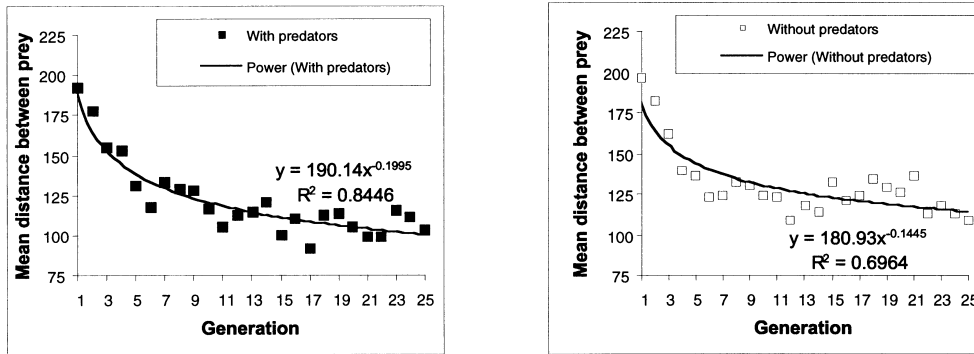 With predators
Power (With predators)
Mean distance between prey
225
200
175
150
125
100
75
y = 190.14x^-0.1995
R² = 0.8446
1 3 5 7 9 11 13 15 17 19 21 23 25
Generation
Without predators
Power (Without predators)
Mean distance between prey
225
200
175
150
125
100
75
y = 180.93x^-0.1445
R² = 0.6964
1 3 5 7 9 11 13 15 17 19 21 23 25
Generation